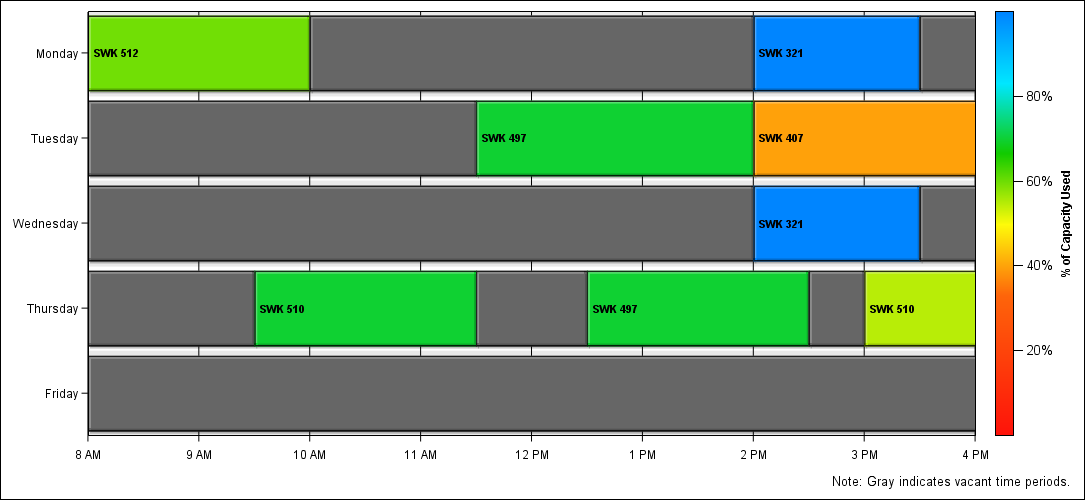 Monday
SWK 512
SWK 321
Tuesday
SWK 497
SWK 407
Wednesday
SWK 321
Thursday
SWK 510
SWK 497
SWK 510
Friday
8 AM
9 AM
10 AM
11 AM
12 PM
1 PM
2 PM
3 PM
4 PM
80%
60%
40%
20%
% of Capacity Used
Note: Gray indicates vacant time periods.